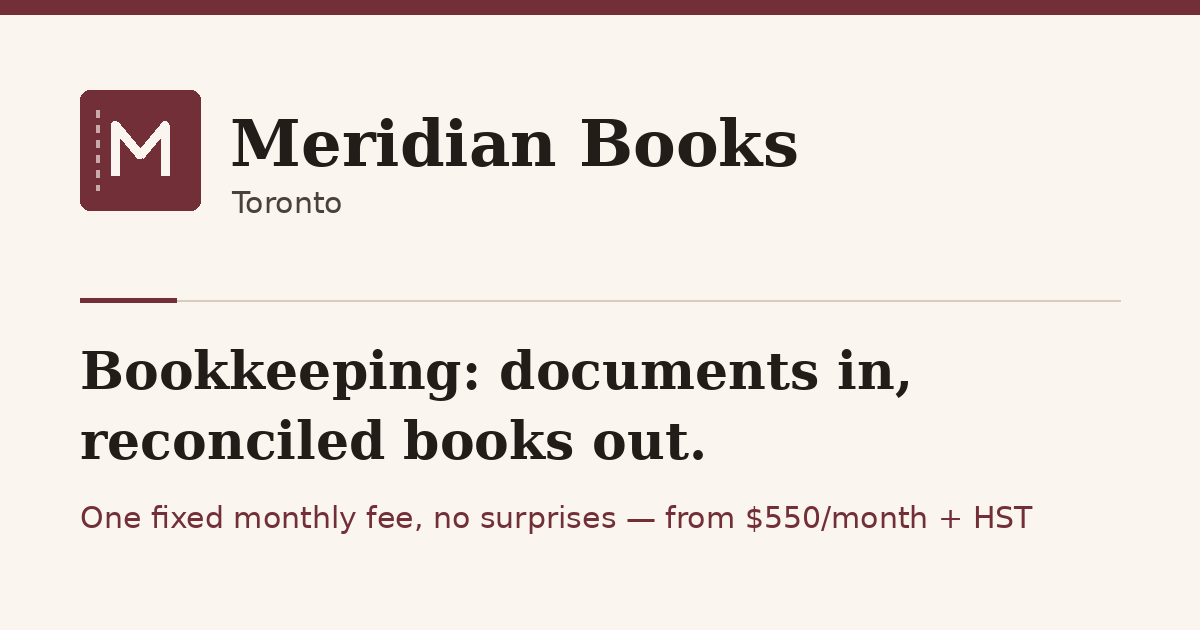 M
Meridian Books
Toronto
Bookkeeping: documents in,
reconciled books out.
One fixed monthly fee, no surprises — from $550/month + HST